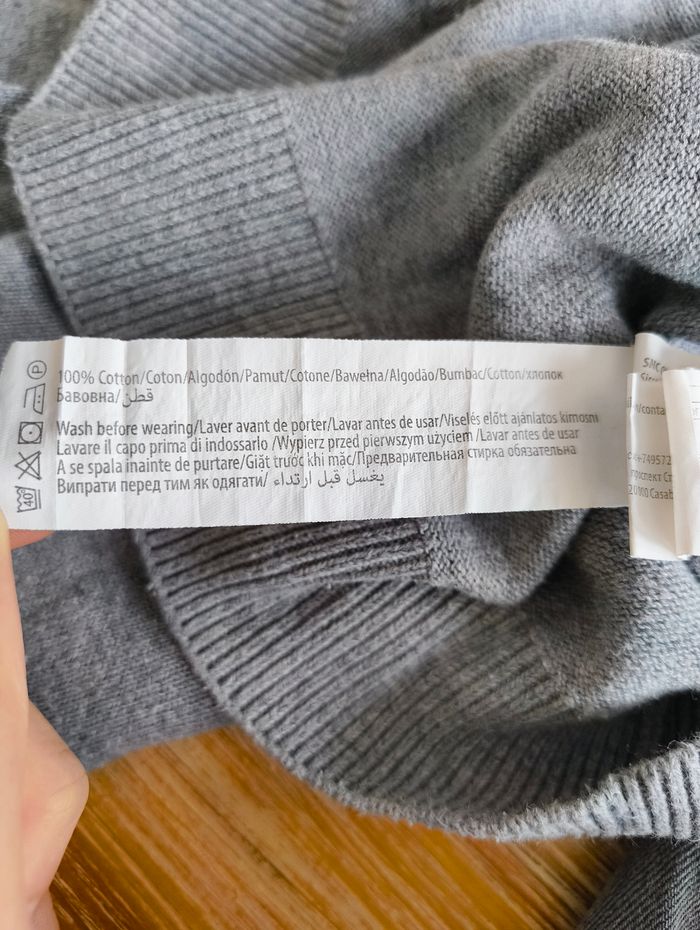 100% Cotton/Coton/Algodón/Pamut/Cotone/Bawełna/Algodão/Bumbac/Cotton/хлопок
Бавовна/قطن
Wash before wearing/Laver avant de porter/Lavar antes de usar/Viselés előtt ajánlatos kimosni
Lavare il capo prima di indossarlo /Wypierz przed pierwszym użyciem /Lavar antes de usar
A se spala inainte de purtare/Giặt trước khi mặc/Предварительная стирка обязательна
Випрати перед тим як одягати/ يغسل قبل ارتداء
P